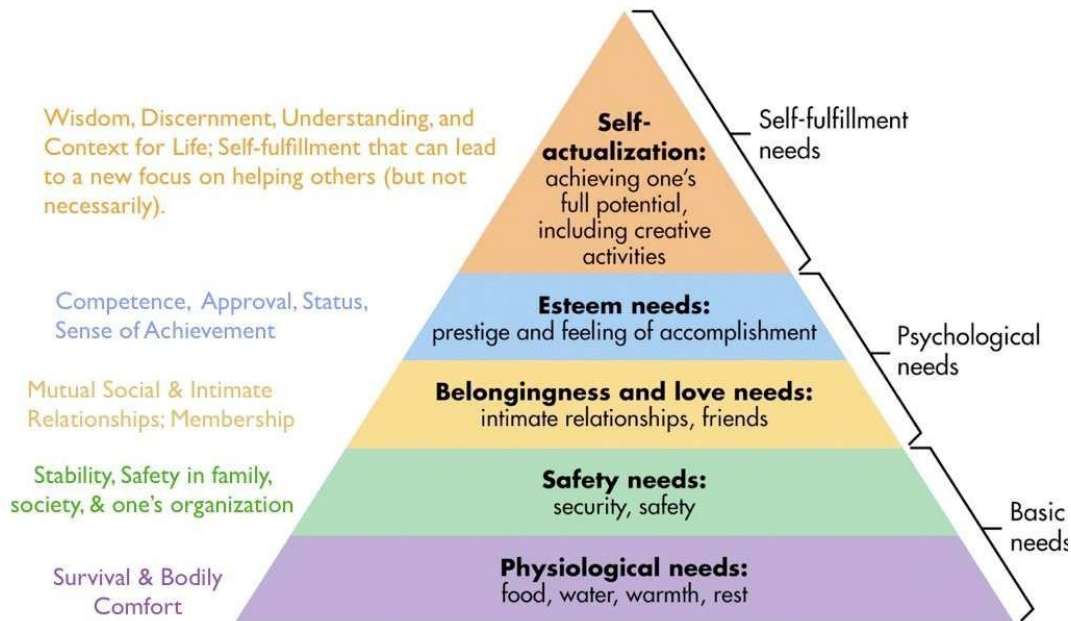 Wisdom, Discernment, Understanding, and
Context for Life; Self-fulfillment that can lead
to a new focus on helping others (but not
necessarily).
Self-
actualization:
achieving one's
full potential,
including creative
activities
Self-fulfillment
needs
Competence, Approval, Status,
Sense of Achievement
Esteem needs:
prestige and feeling of accomplishment
Psychological
needs
Mutual Social & Intimate
Relationships; Membership
Belongingness and love needs:
intimate relationships, friends
Stability, Safety in family,
society, & one's organization
Safety needs:
security, safety
Basic
needs
Survival & Bodily
Comfort
Physiological needs:
food, water, warmth, rest